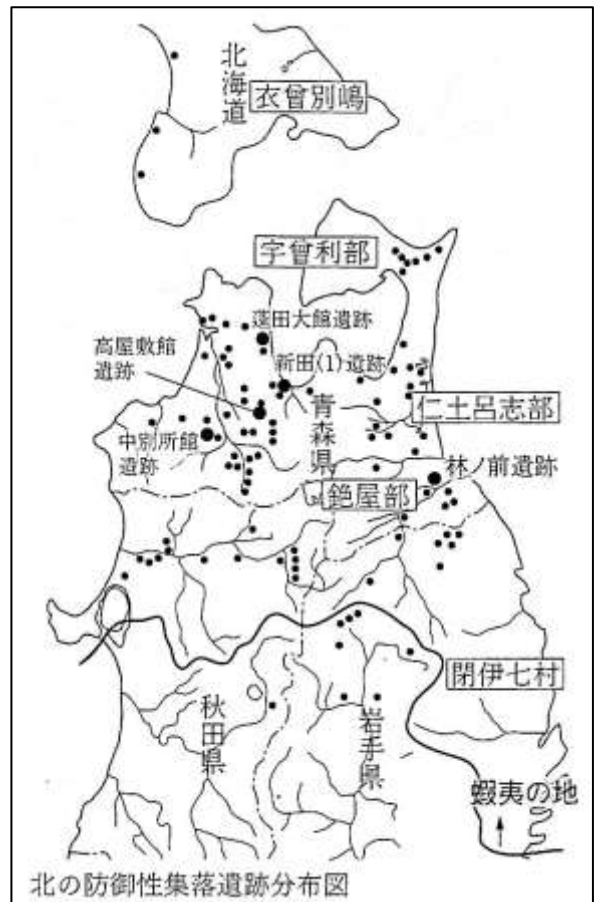 北海道
衣曾別嶋
宇曾利部
蓬田大館遺跡
高屋敷館
遺跡
新田(1)遺跡
青森県
仁土呂志部
中別所館
遺跡
林ノ前遺跡
鉇屋部
閉伊七村
秋田県
岩手県
蝦夷の地
北の防御性集落遺跡分布図